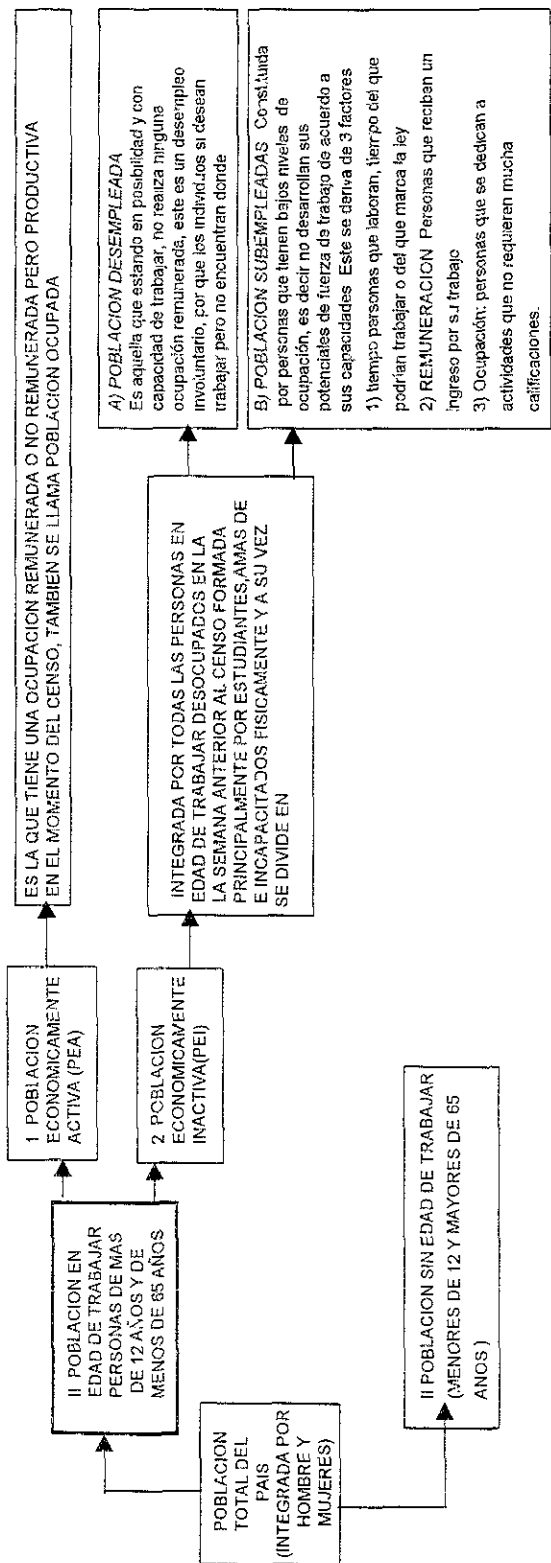 POBLACION
TOTAL DEL
PAIS
(INTEGRADA POR
HOMBRE Y
MUJERES)
II POBLACION EN
EDAD DE TRABAJAR
PERSONAS DE MAS
DE 12 AÑOS Y DE
MENOS DE 65 AÑOS
II POBLACION SIN EDAD DE TRABAJAR
(MENORES DE 12 Y MAYORES DE 65
ANOS )
1 POBLACION
ECONOMICAMENTE
ACTIVA (PEA)
2 POBLACION
ECONOMICAMENTE
INACTIVA(PEI)
ES LA QUE TIENE UNA OCUPACION REMUNERADA O NO REMUNERADA PERO PRODUCTIVA
EN EL MOMENTO DEL CENSO, TAMBIEN SE LLAMA POBLACION OCUPADA
INTEGRADA POR TODAS LAS PERSONAS EN
EDAD DE TRABAJAR DESOCUPADOS EN LA
LA SEMANA ANTERIOR AL CENSO FORMADA
PRINCIPALMENTE POR ESTUDIANTES,AMAS DE
E INCAPACITADOS FISICAMENTE Y A SU VEZ
SE DIVIDE EN
A) POBLACION DESEMPLEADA
Es aquella que estando en posibilidad y con
capacidad de trabajar, no realiza ninguna
ocupación remunerada, este es un desempleo
involuntario, por que los individuos si desean
trabajar pero no encuentran donde
B) POBLACION SUBEMPLEADAS Constituida
por personas que tienen bajos niveles de
ocupación, es decir no desarrollan sus
potenciales de fuerza de trabajo de acuerdo a
sus capacidades Este se deriva de 3 factores
1) tiempo personas que laboran, tiempo del que
podrían trabajar o del que marca la ley
2) REMUNERACION Personas que reciban un
ingreso por su trabajo
3) Ocupación: personas que se dedican a
actividades que no requieren mucha
calificaciones.